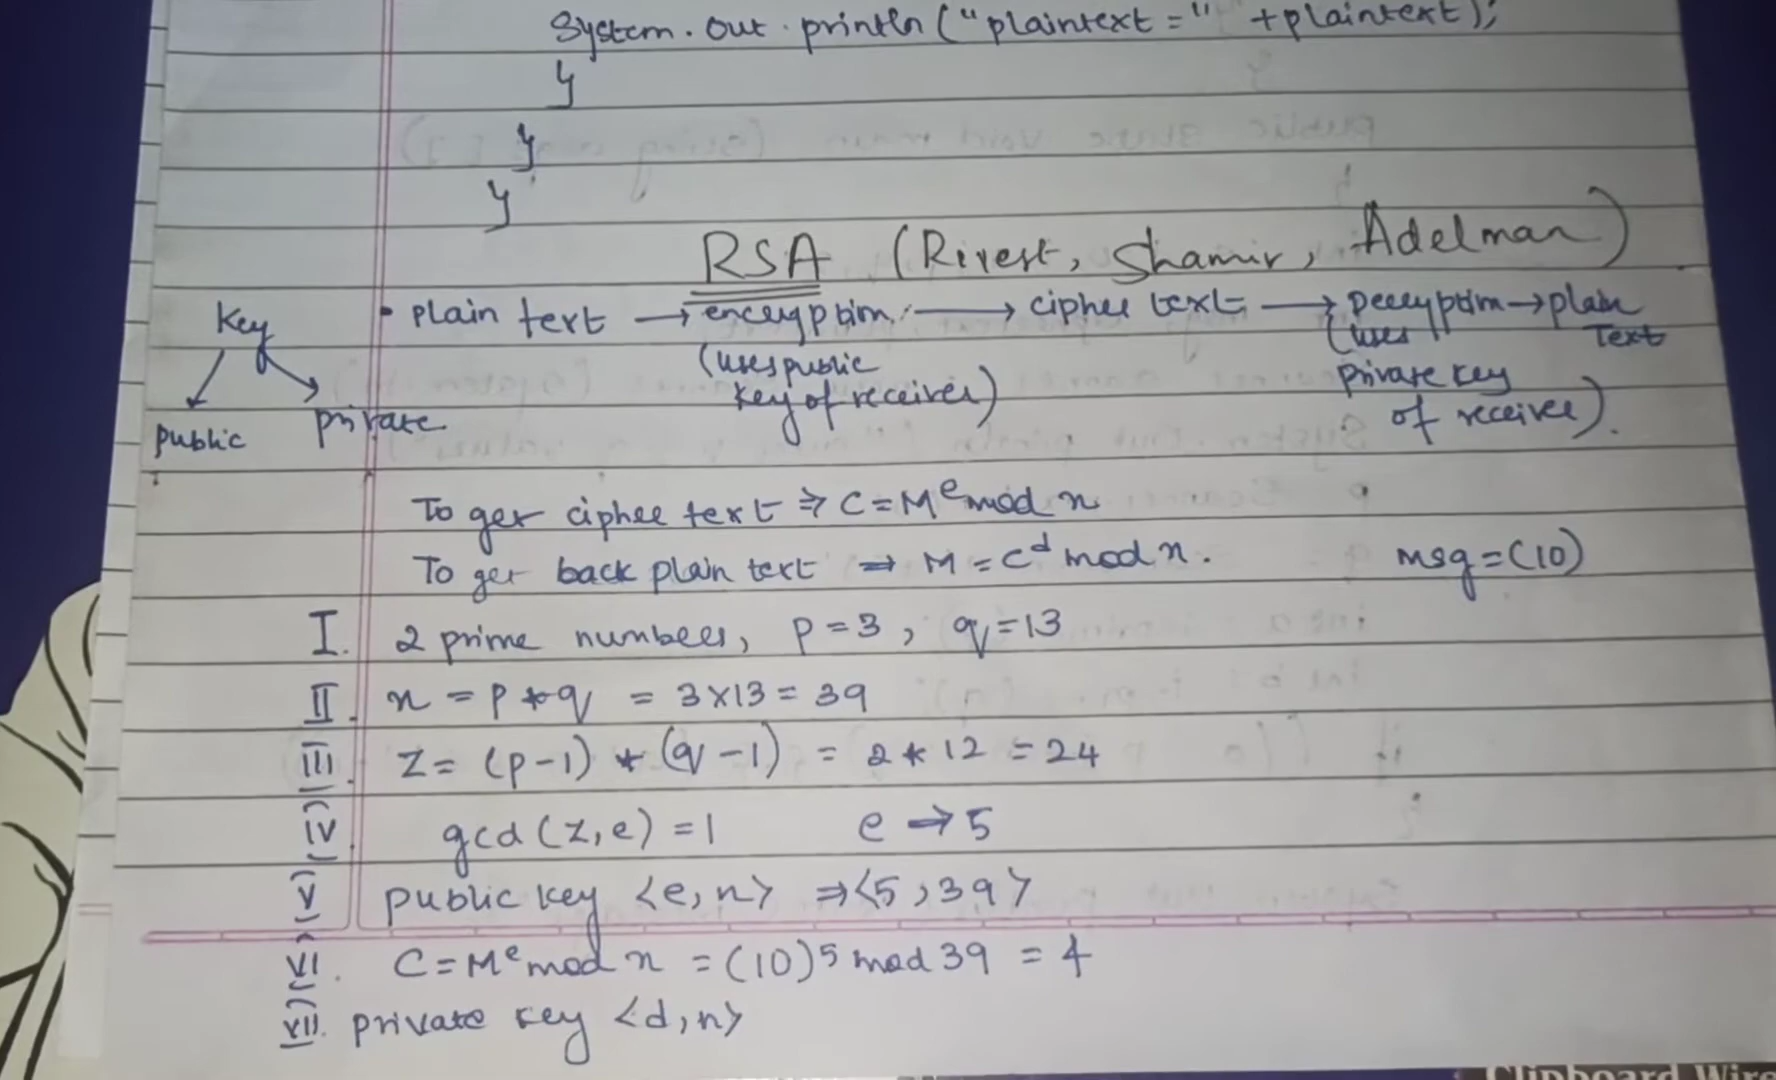 System.out.println("plaintext=" +plaintext);
}
}
}
RSA (Rivest, Shamir, Adelman)
Key
public private
• plain text → encryption → cipher text → Decryption → plain Text
(uses public key of receiver)
(uses private key of receiver).
To get cipher text ⇒ C = M^e mod n
To get back plain text ⇒ M = C^d mod n.
msg = (10)
I. 2 prime numbers, p = 3, q = 13
II. n = p * q = 3 × 13 = 39
III. Z = (p-1) * (q-1) = 2 * 12 = 24
IV gcd(z, e) = 1 e → 5
V public key <e, n> ⇒ <5, 39>
VI. C = M^e mod n = (10)^5 mod 39 = 4
VII. private key <d, n>
Clipboard Wire